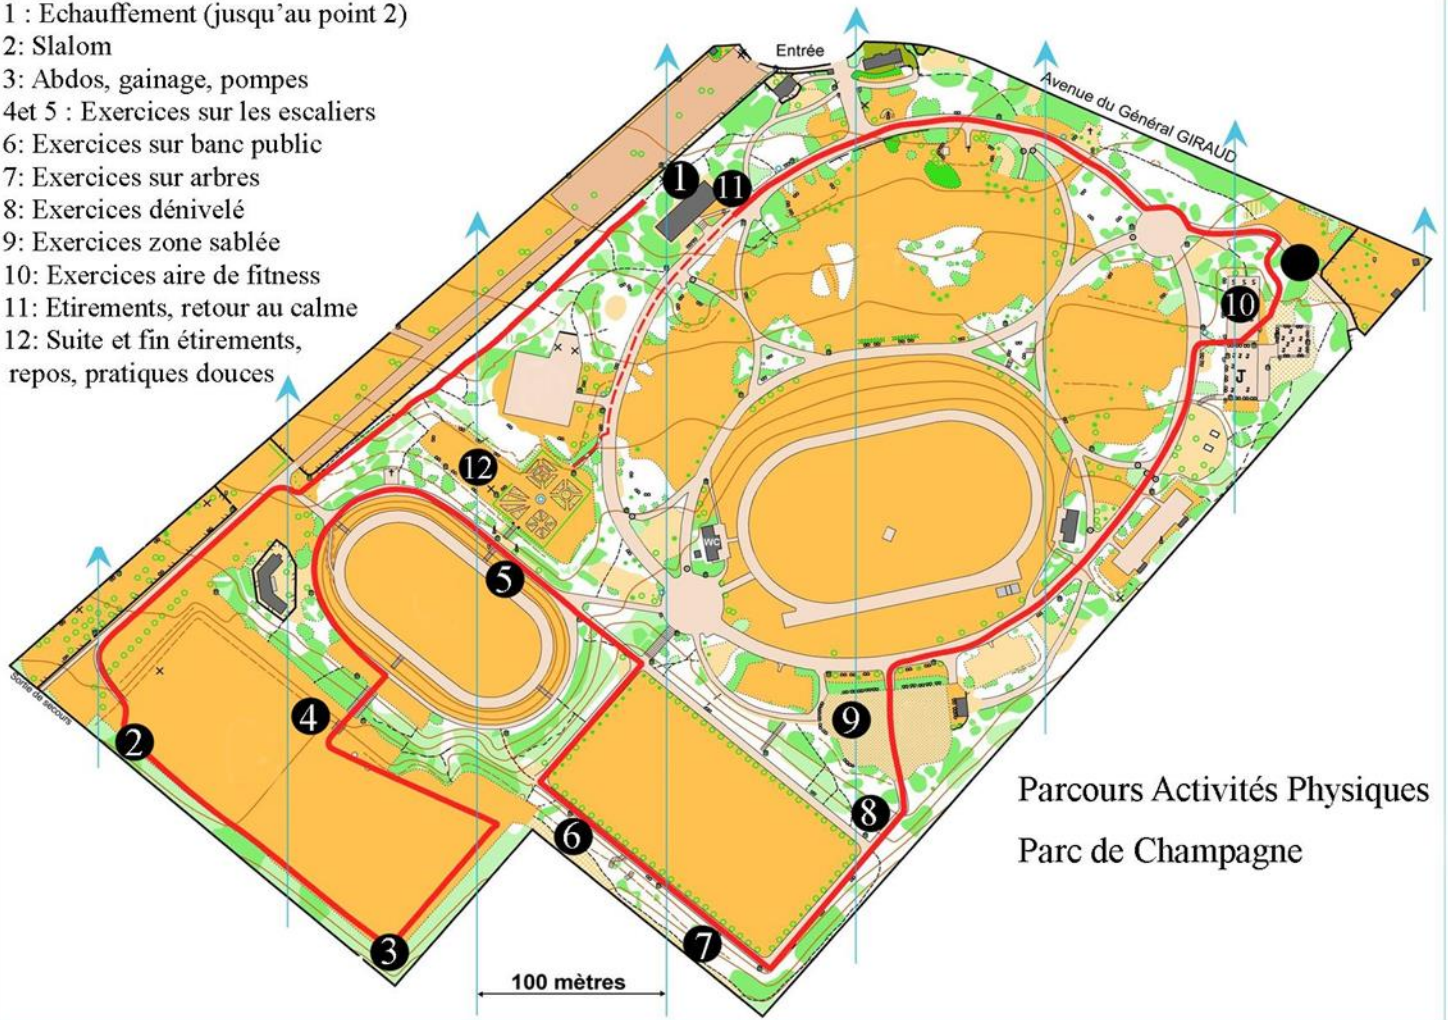 1 : Echauffement (jusqu'au point 2)
2: Slalom
3: Abdos, gainage, pompes
4et 5 : Exercices sur les escaliers
6: Exercices sur banc public
7: Exercices sur arbres
8: Exercices dénivelé
9: Exercices zone sablée
10: Exercices aire de fitness
11: Etirements, retour au calme
12: Suite et fin étirements,
repos, pratiques douces
Entrée
Avenue du Général GIRAUD
1
11
10
J
12
WC
5
Sortie de secours
4
2
9
8
6
7
3
Parcours Activités Physiques
Parc de Champagne
100 mètres